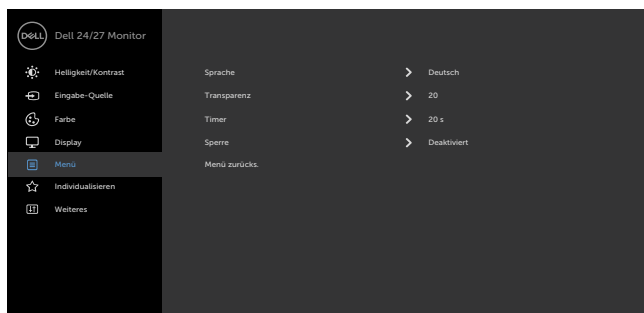 DELL Dell 24/27 Monitor
Helligkeit/Kontrast Sprache Deutsch
Eingabe-Quelle Transparenz 20
Farbe Timer 20 s
Display Sperre Deaktiviert
Menü Menü zurücks.
Individualisieren
Weiteres